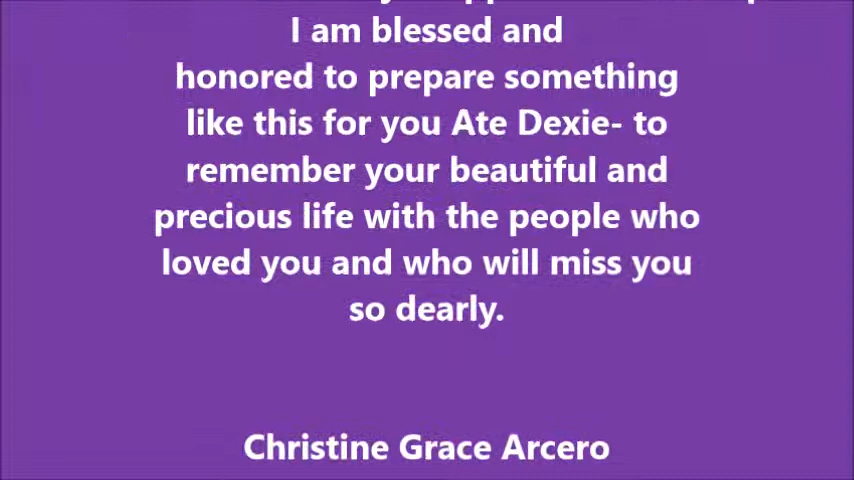 I am blessed and
honored to prepare something
like this for you Ate Dexie- to
remember your beautiful and
precious life with the people who
loved you and who will miss you
so dearly.
Christine Grace Arcero